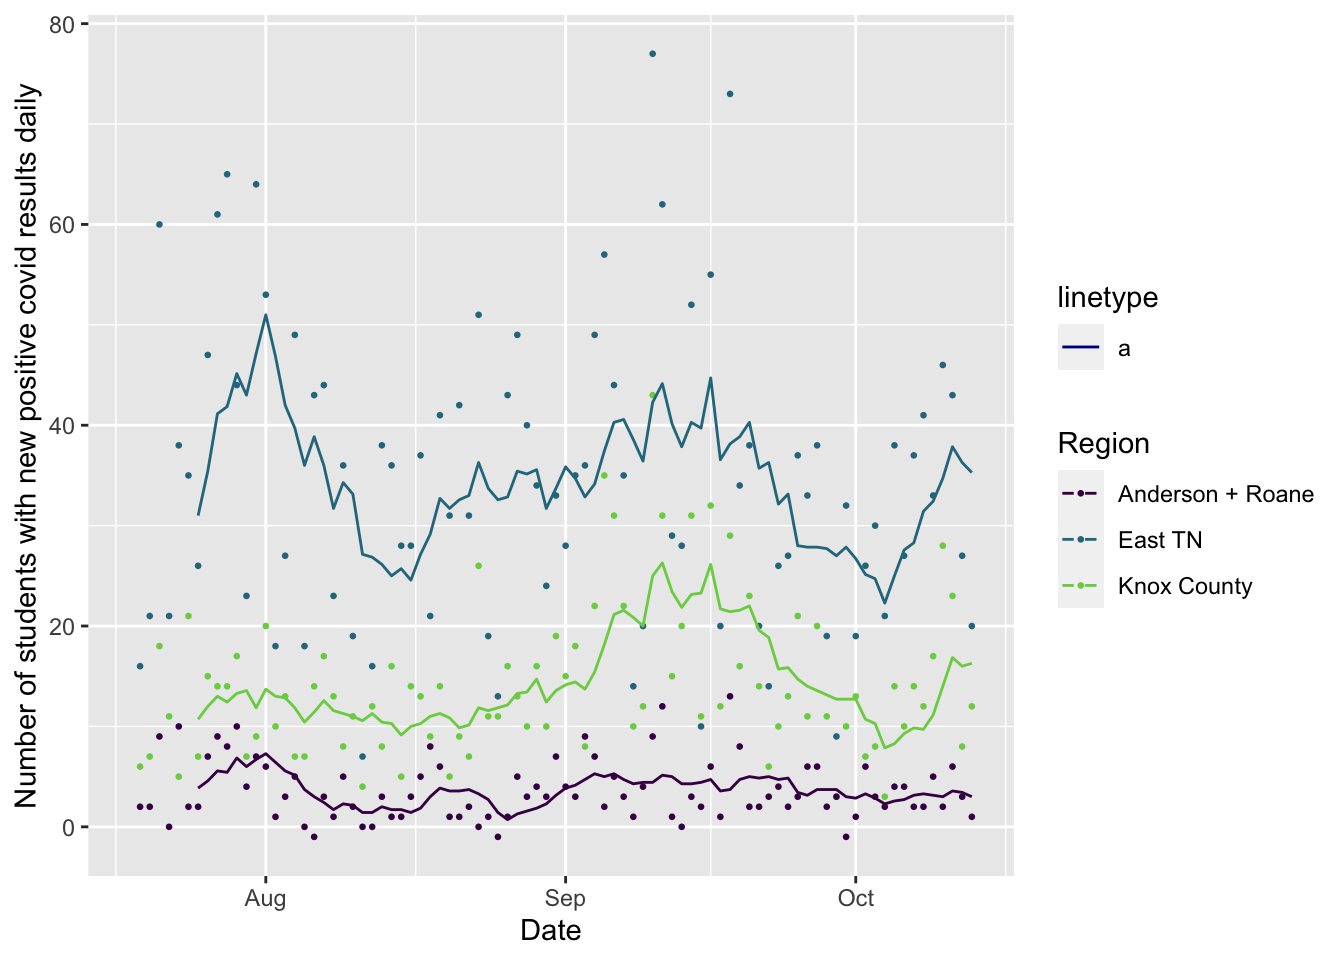 Number of students with new positive covid results daily
80
60
40
20
0
Aug
Sep
Oct
Date
linetype
a
Region
Anderson + Roane
East TN
Knox County